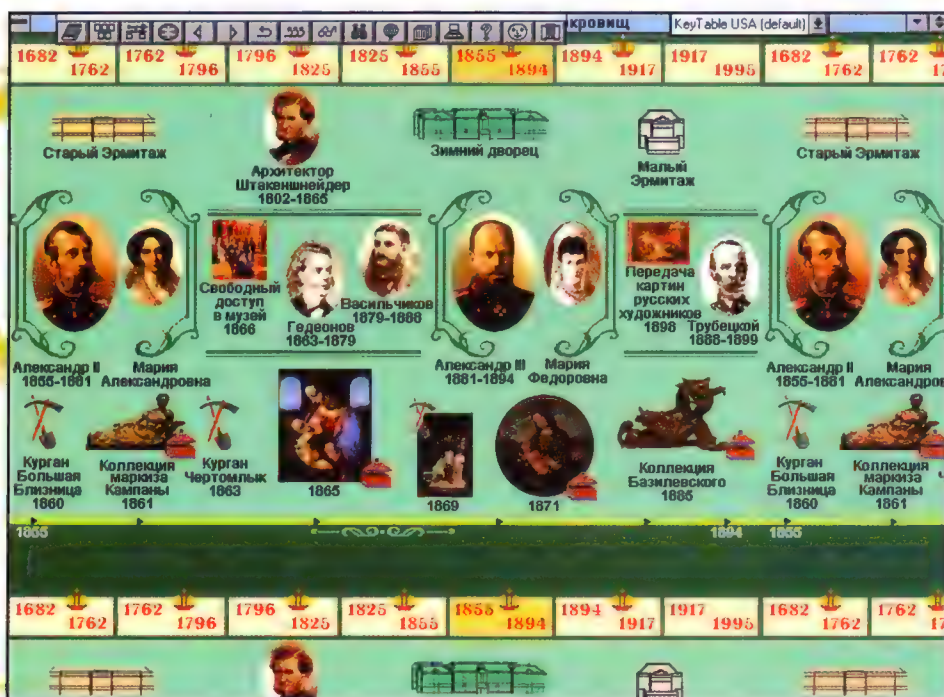 окровищ
KeyTable USA (default)
1682 1762 1796 1825 1855 1894 1917 1682 1762
1762 1796 1825 1855 1894 1917 1995 1762
Старый Эрмитаж
Архитектор
Штакеншнейдер
1802-1865
Зимний дворец
Малый
Эрмитаж
Старый Эрмитаж
Свободный
доступ
в музей
1866
Гедеонов
1863-1879
Васильчиков
1879-1888
Передача
картин
русских
художников
1898
Трубецкой
1888-1899
Александр II
1855-1881
Мария
Александровна
Александр III
1881-1894
Мария
Федоровна
Александр II
1855-1881
Мария
Александров
Курган
Большая
Близница
1860
Коллекция
маркиза
Кампаны
1861
Курган
Чертомлык
1863
1865
1869
1871
Коллекция
Базилевского
1885
Курган
Большая
Близница
1860
Коллекция
маркиза
Кампаны
1861
1855 1894 1855
1682 1762 1796 1825 1855 1894 1917 1682 1762
1762 1796 1825 1855 1894 1917 1995 1762